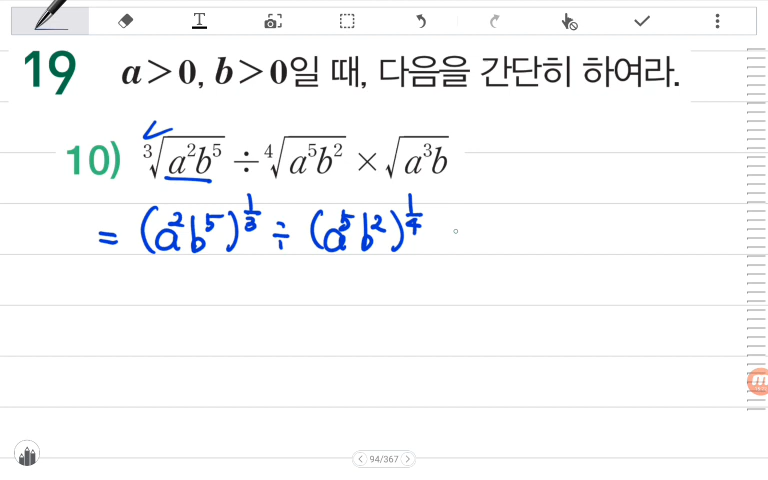 T
19 a>0, b>0일 때, 다음을 간단히 하여라.
10) ∛(a²b⁵) ÷ ∜(a⁵b²) × √(a³b)
= (a²b⁵)^(1/3) ÷ (a⁵b²)^(1/4)
94/367